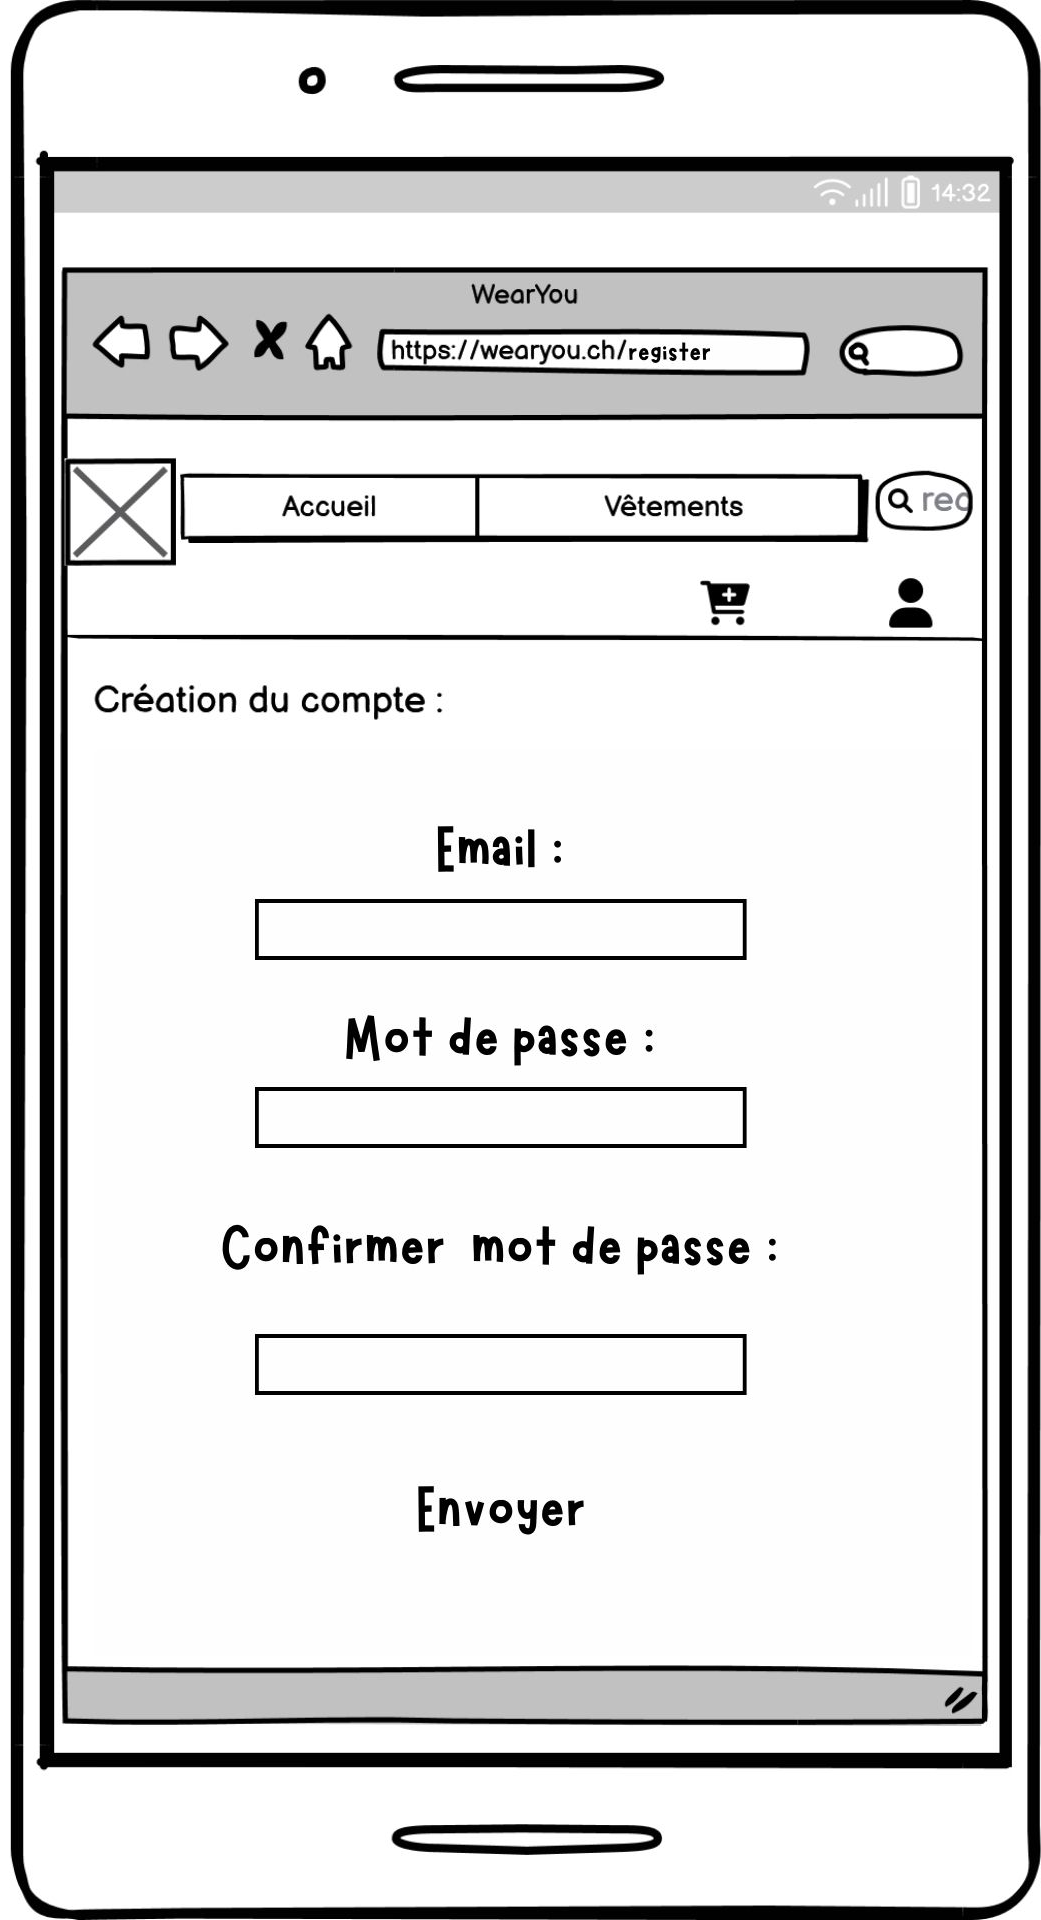 14:32
WearYou
https://wearyou.ch/register
Accueil
Vêtements
rec
Création du compte :
Email :
Mot de passe :
Confirmer mot de passe :
Envoyer